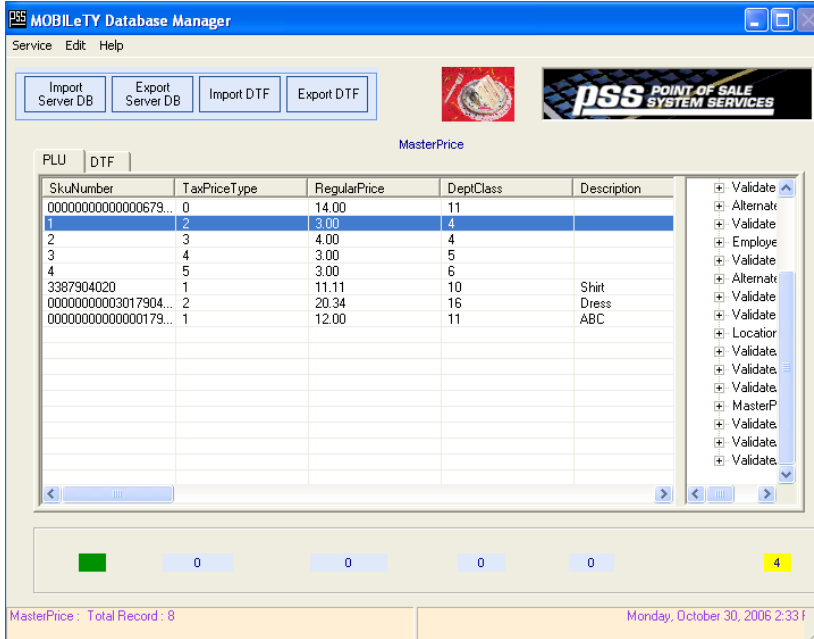 PSS MOBILeTY Database Manager
Service Edit Help
Import Server DB Export Server DB Import DTF Export DTF
PSS POINT OF SALE SYSTEM SERVICES
MasterPrice
PLU DTF
SkuNumber TaxPriceType RegularPrice DeptClass Description
00000000000000679... 0 14.00 11
1 2 3.00 4
2 3 4.00 4
3 4 3.00 5
4 5 3.00 6
3387904020 1 11.11 10 Shirt
00000000003017904... 2 20.34 16 Dress
00000000000000179... 1 12.00 11 ABC
Validate
Alternate
Validate
Employe
Validate
Alternate
Validate
Validate
Location
Validate
Validate
Validate
MasterP
Validate
Validate
Validate
0 0 0 0 4
MasterPrice : Total Record : 8 Monday, October 30, 2006 2:33